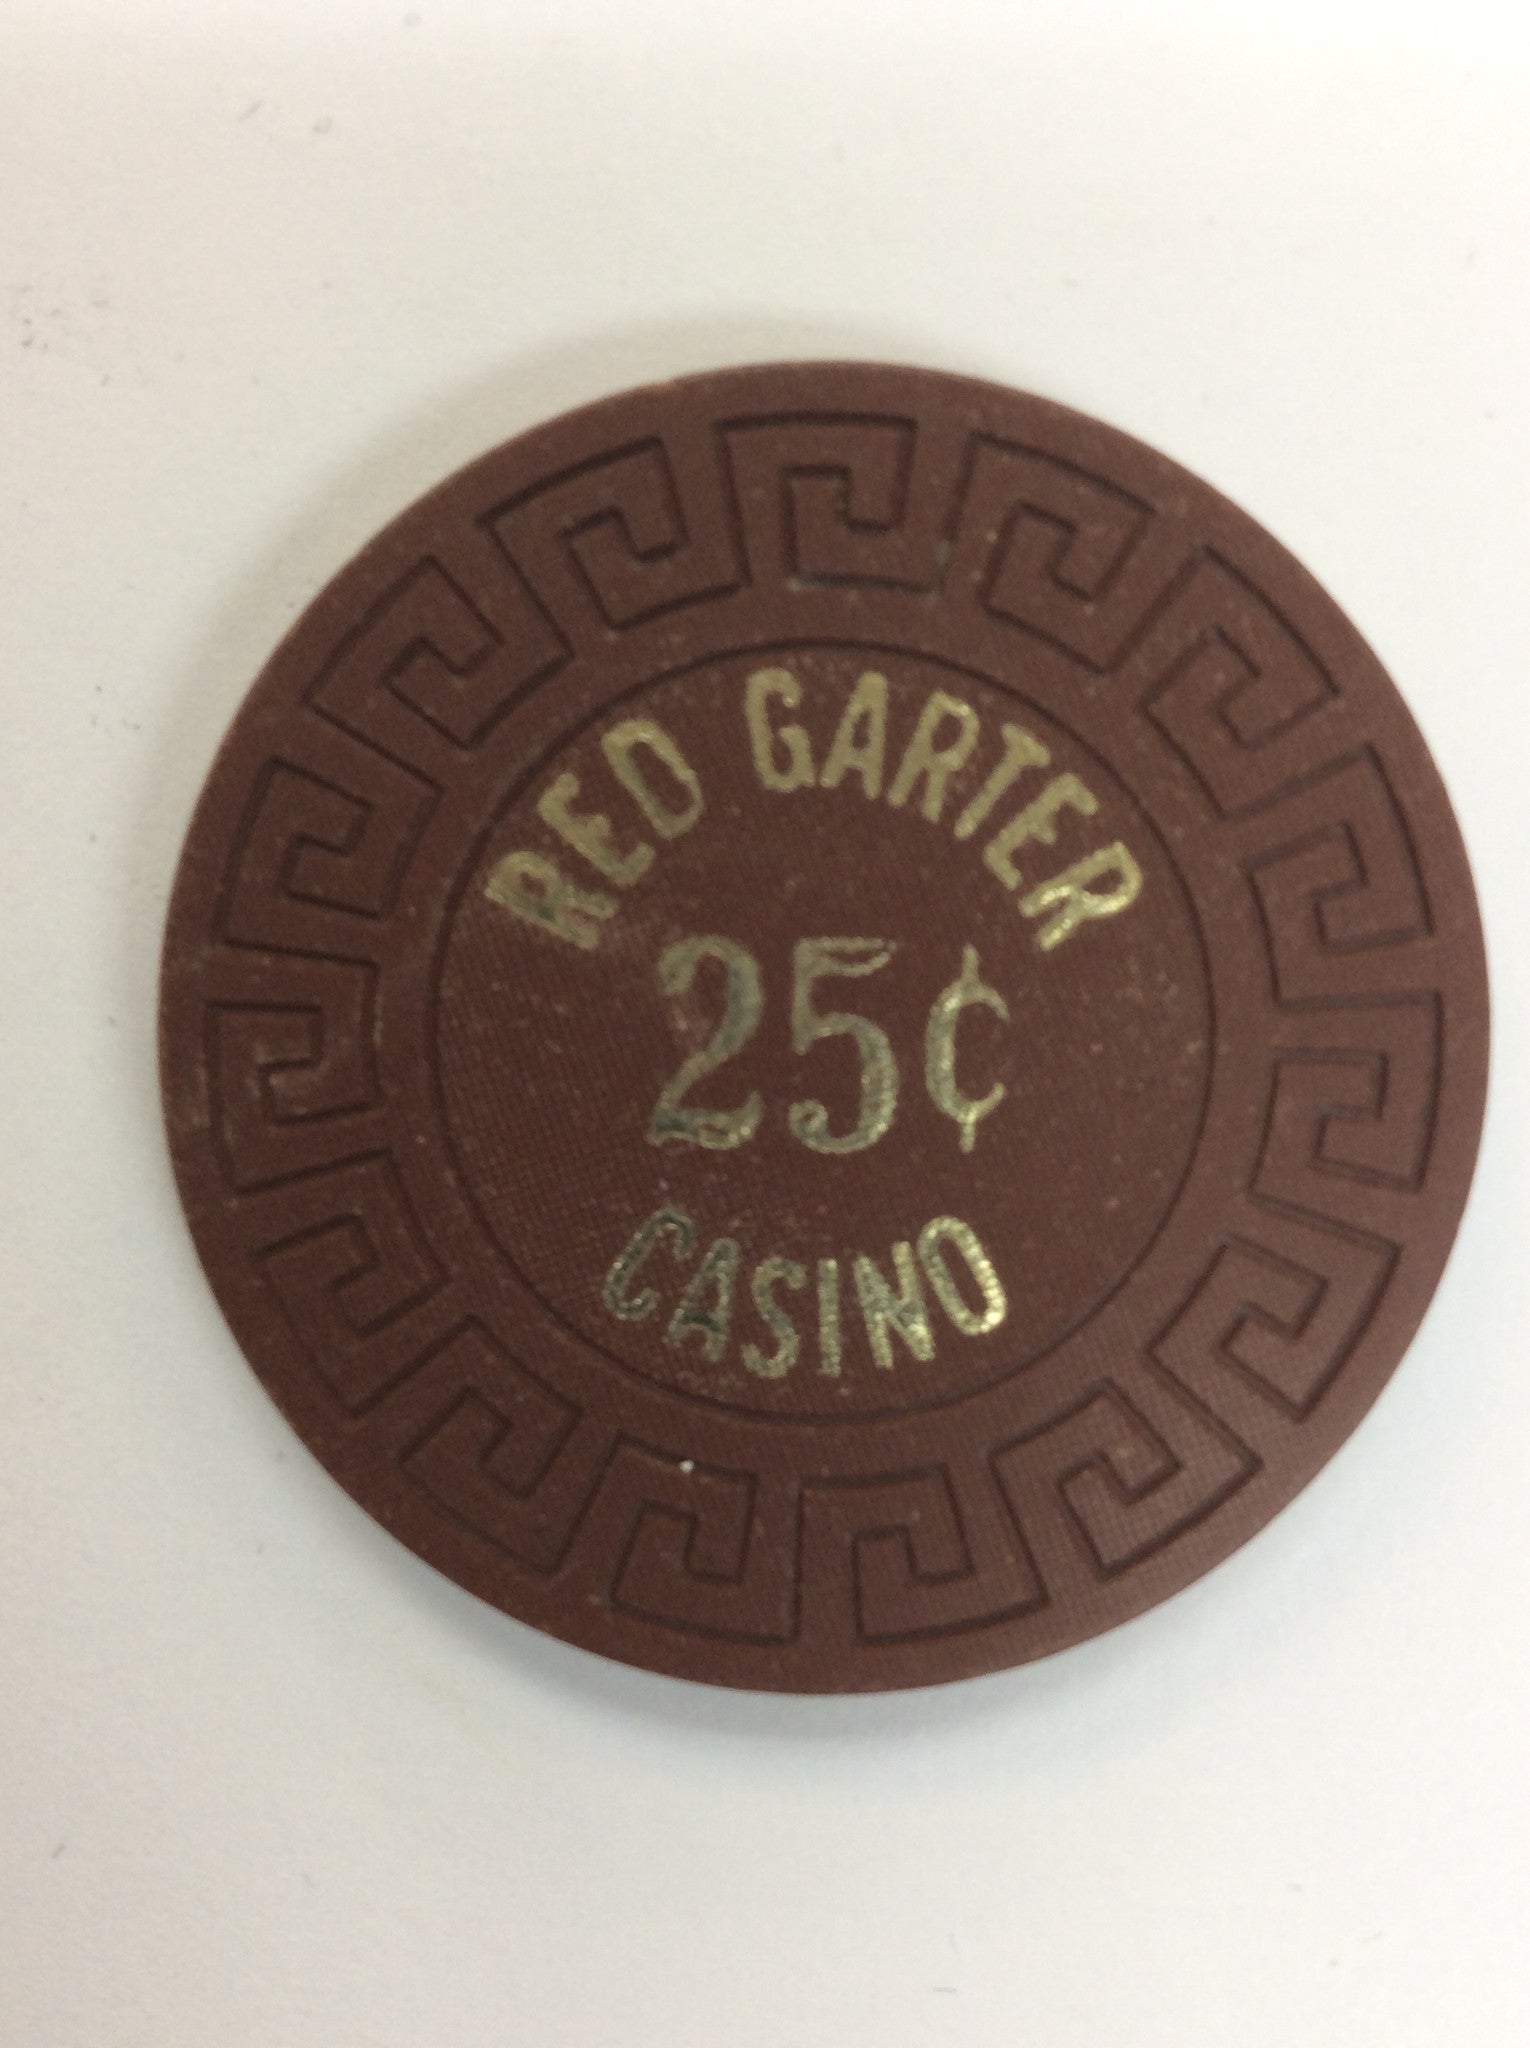 RED GARTER
25¢
CASINO